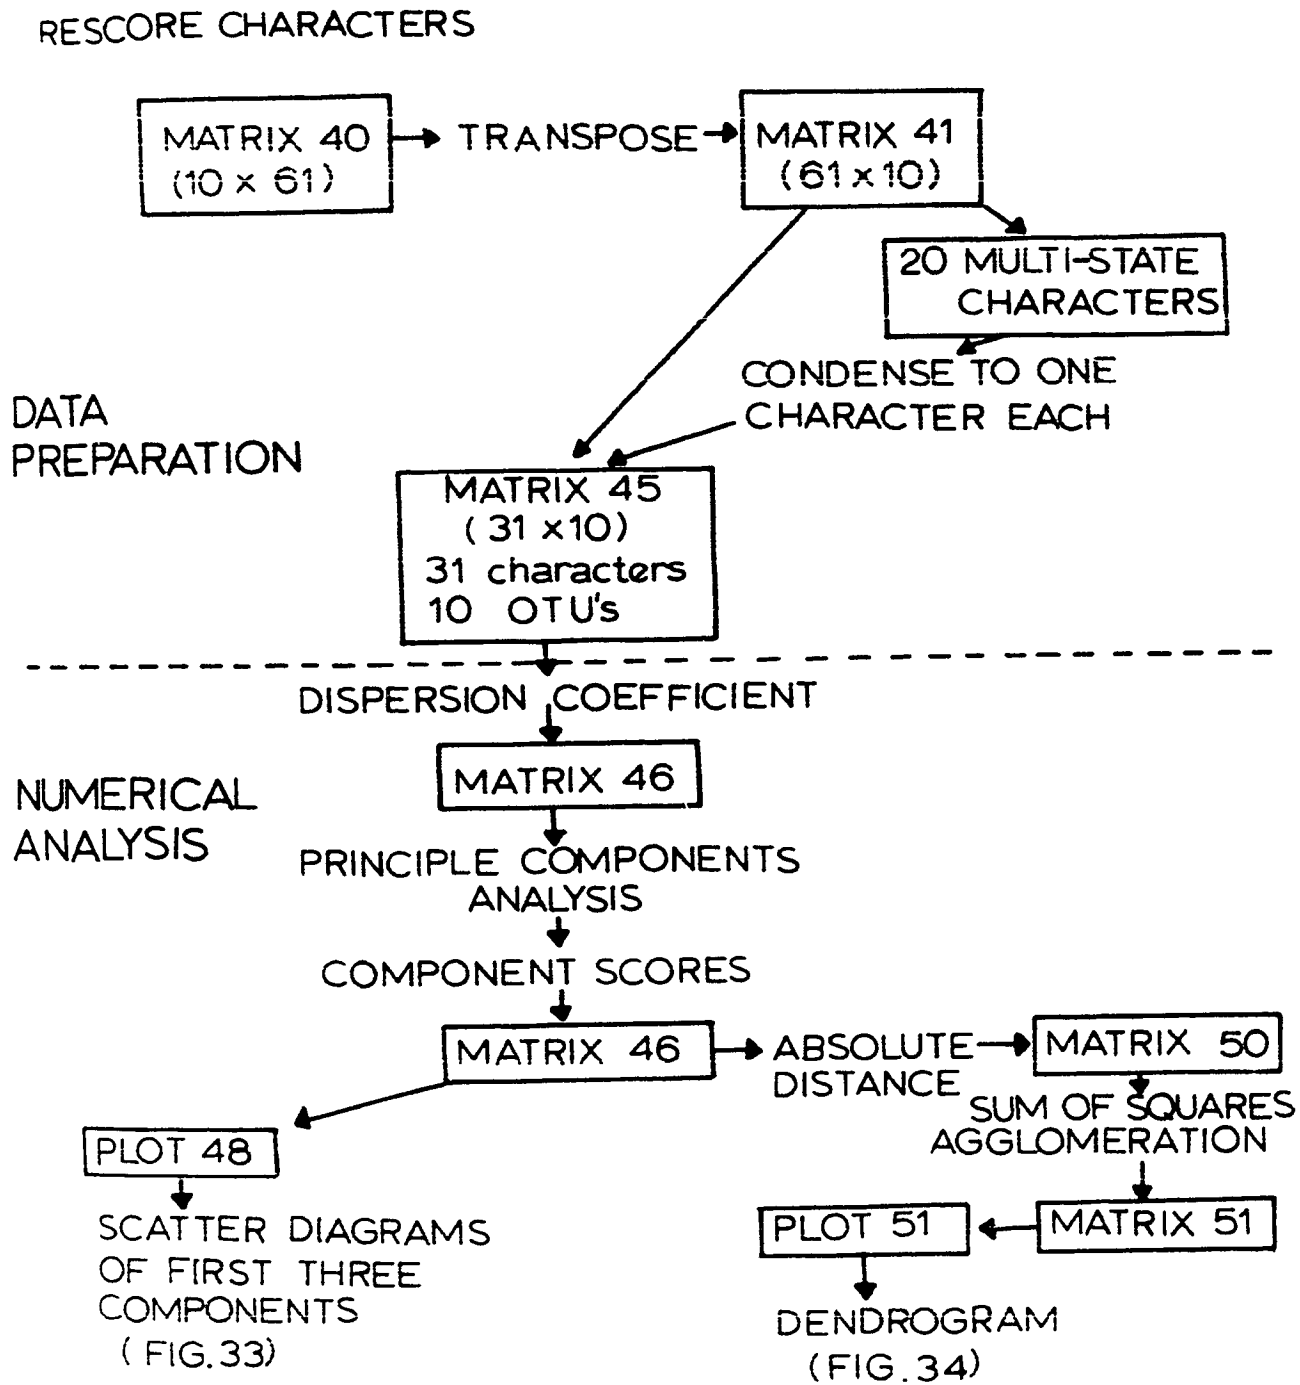 RESCORE CHARACTERS
MATRIX 40
(10 x 61)
TRANSPOSE
MATRIX 41
(61 x 10)
20 MULTI-STATE
CHARACTERS
CONDENSE TO ONE
CHARACTER EACH
DATA
PREPARATION
MATRIX 45
(31 x 10)
31 characters
10 OTU's
DISPERSION COEFFICIENT
MATRIX 46
NUMERICAL
ANALYSIS
PRINCIPLE COMPONENTS
ANALYSIS
COMPONENT SCORES
MATRIX 46
ABSOLUTE
DISTANCE
MATRIX 50
SUM OF SQUARES
AGGLOMERATION
PLOT 48
MATRIX 51
PLOT 51
SCATTER DIAGRAMS
OF FIRST THREE
COMPONENTS
(FIG.33)
DENDROGRAM
(FIG.34)